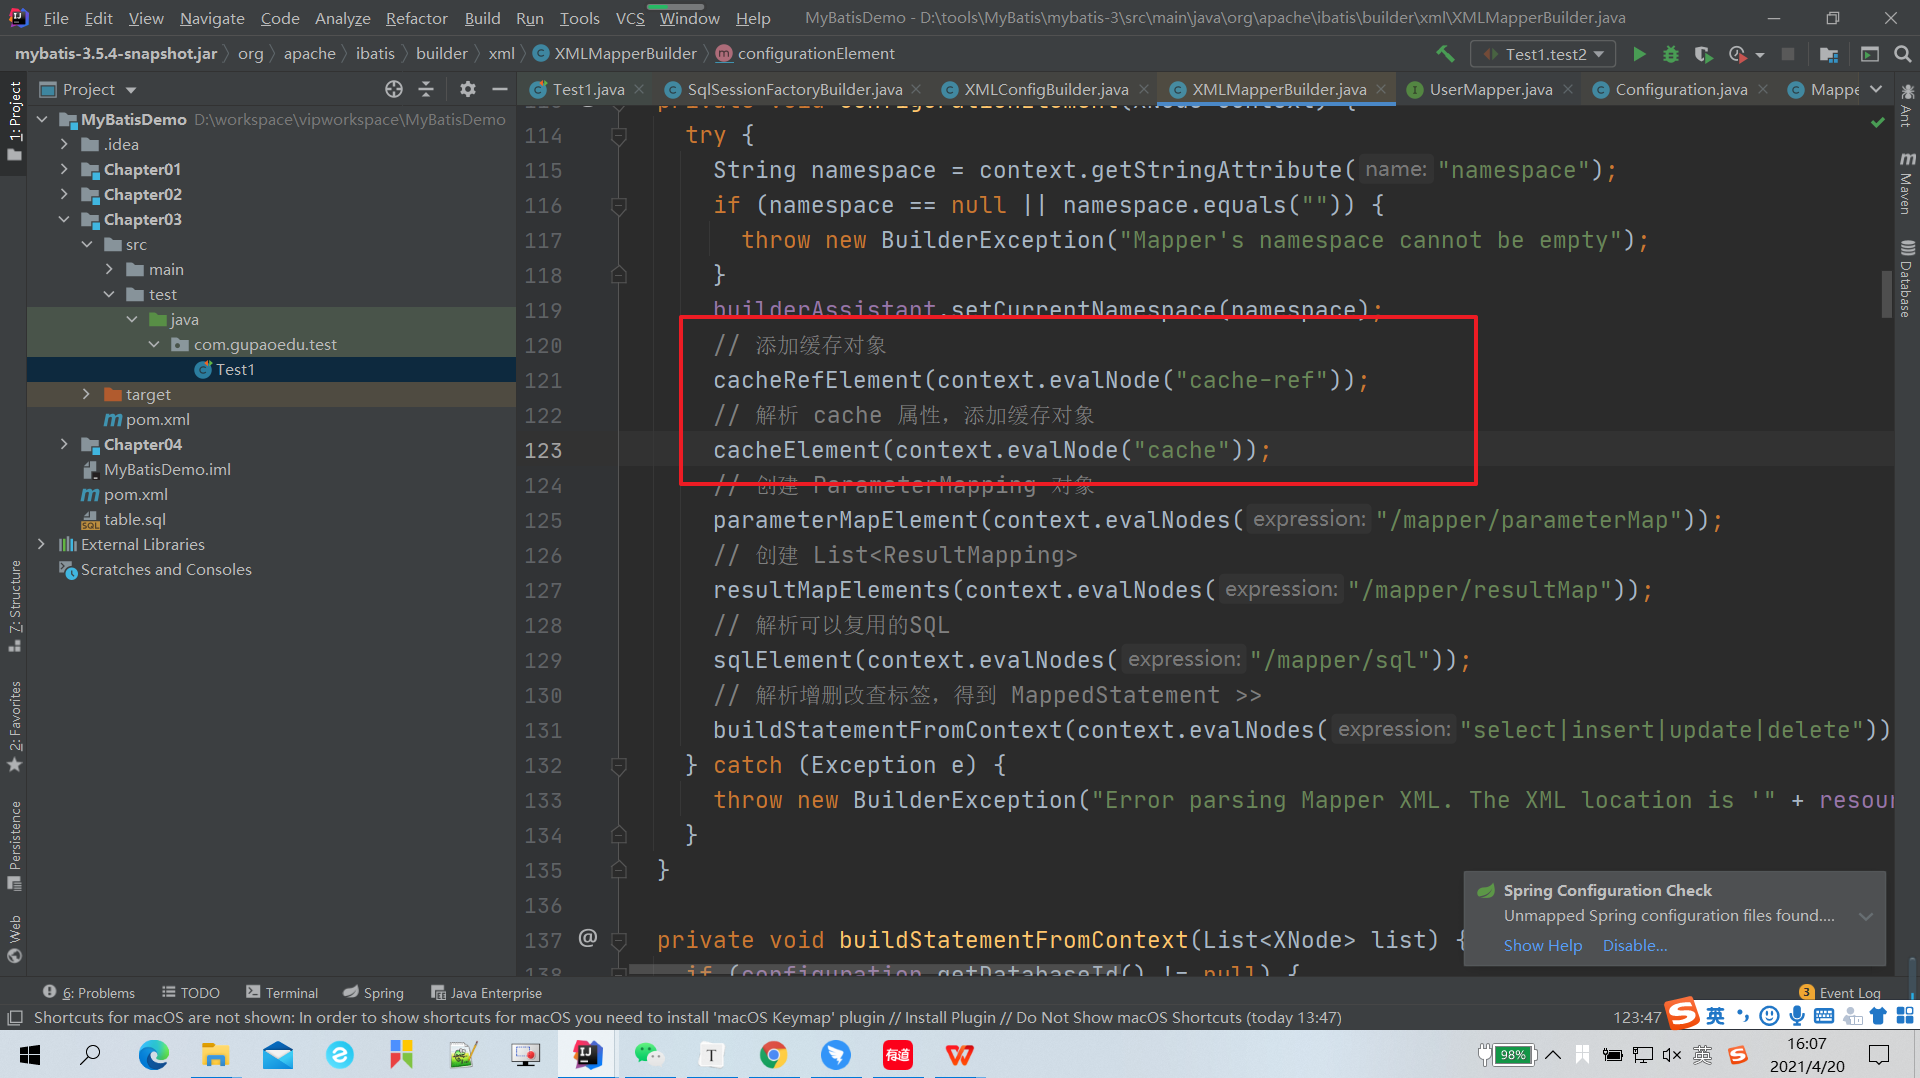 File Edit View Navigate Code Analyze Refactor Build Run Tools VCS Window Help MyBatisDemo - D:\tools\MyBatis\mybatis-3\src\main\java\org\apache\ibatis\builder\xml\XMLMapperBuilder.java
mybatis-3.5.4-snapshot.jar org apache ibatis builder xml XMLMapperBuilder configurationElement Test1.test2
Project
Test1.java SqlSessionFactoryBuilder.java XMLConfigBuilder.java XMLMapperBuilder.java UserMapper.java Configuration.java Mappe
1: Project
7: Structure
2: Favorites
Persistence
Web
MyBatisDemo D:\workspace\vipworkspace\MyBatisDemo
.idea
Chapter01
Chapter02
Chapter03
src
main
test
java
com.gupaoedu.test
Test1
target
pom.xml
Chapter04
MyBatisDemo.iml
pom.xml
table.sql
External Libraries
Scratches and Consoles
private void configurationElement(XNode context) {
114 try {
115 String namespace = context.getStringAttribute( name: "namespace");
116 if (namespace == null || namespace.equals("")) {
117 throw new BuilderException("Mapper's namespace cannot be empty");
118 }
119 builderAssistant.setCurrentNamespace(namespace);
120 // 添加缓存对象
121 cacheRefElement(context.evalNode("cache-ref"));
122 // 解析 cache 属性，添加缓存对象
123 cacheElement(context.evalNode("cache"));
124 // 创建 ParameterMapping 对象
125 parameterMapElement(context.evalNodes( expression: "/mapper/parameterMap"));
126 // 创建 List<ResultMapping>
127 resultMapElements(context.evalNodes( expression: "/mapper/resultMap"));
128 // 解析可以复用的SQL
129 sqlElement(context.evalNodes( expression: "/mapper/sql"));
130 // 解析增删改查标签，得到 MappedStatement >>
131 buildStatementFromContext(context.evalNodes( expression: "select|insert|update|delete"))
132 } catch (Exception e) {
133 throw new BuilderException("Error parsing Mapper XML. The XML location is '" + resour
134 }
135 }
136
137 @ private void buildStatementFromContext(List<XNode> list) {
138 if (configuration.getDatabaseId() != null) {
Ant
Maven
Database
Spring Configuration Check
Unmapped Spring configuration files found....
Show Help Disable...
6: Problems TODO Terminal Spring Java Enterprise 3 Event Log
Shortcuts for macOS are not shown: In order to show shortcuts for macOS you need to install 'macOS Keymap' plugin // Install Plugin // Do Not Show macOS Shortcuts (today 13:47) 123:47 英
有道
98%
英
16:07
2021/4/20